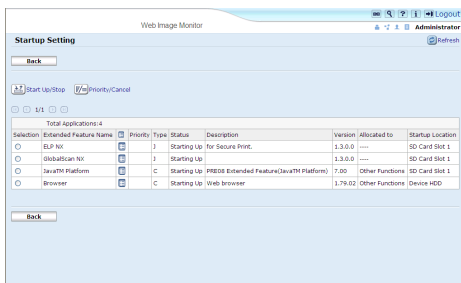 Logout
Web Image Monitor
Administrator
Startup Setting
Refresh
Back
Start Up/Stop Priority/Cancel
1/1
Total Applications:4
Selection Extended Feature Name Priority Type Status Description Version Allocated to Startup Location
ELP NX J Starting Up for Secure Print. 1.3.0.0 ---- SD Card Slot 1
GlobalScan NX J Starting Up 1.3.0.0 ---- SD Card Slot 1
JavaTM Platform C Starting Up PRE08 Extended Feature(JavaTM Platform) 7.00 Other Functions SD Card Slot 1
Browser C Starting Up Web browser 1.79.02 Other Functions Device HDD
Back